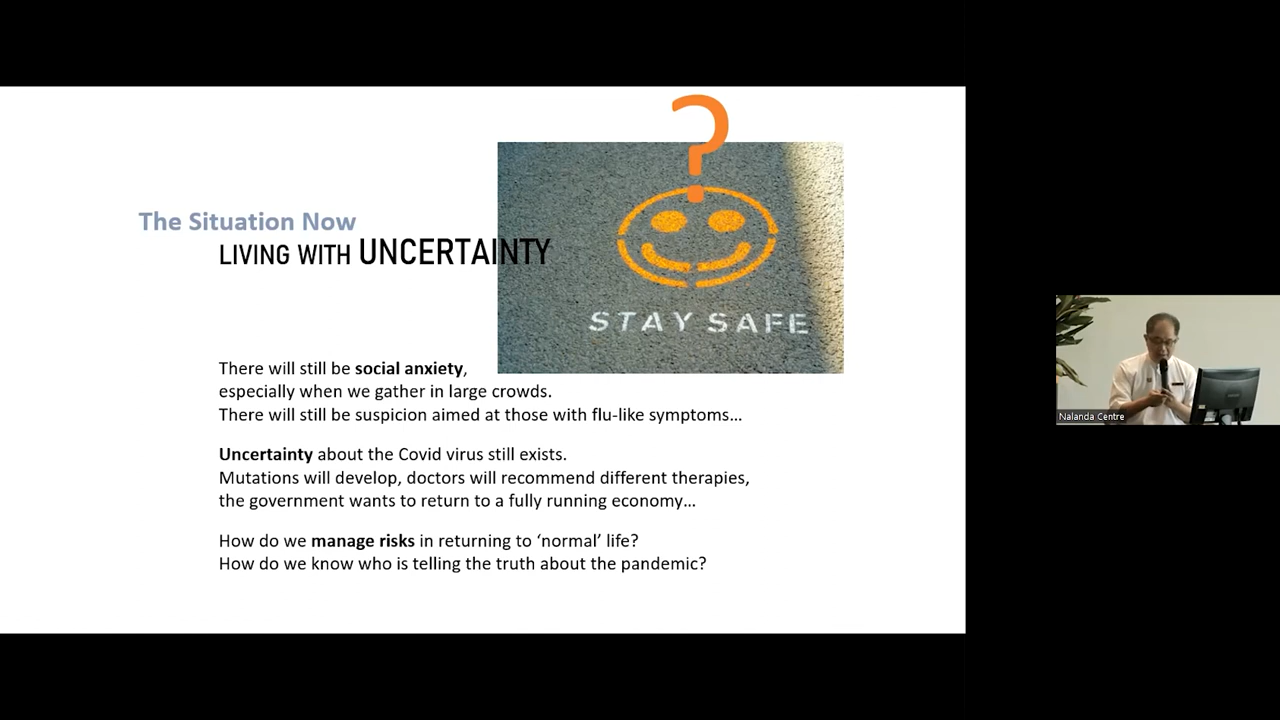 ?
The Situation Now
LIVING WITH UNCERTAINTY
STAY SAFE
There will still be social anxiety,
especially when we gather in large crowds.
There will still be suspicion aimed at those with flu-like symptoms…
Uncertainty about the Covid virus still exists.
Mutations will develop, doctors will recommend different therapies,
the government wants to return to a fully running economy…
How do we manage risks in returning to ‘normal’ life?
How do we know who is telling the truth about the pandemic?
Nalanda Centre